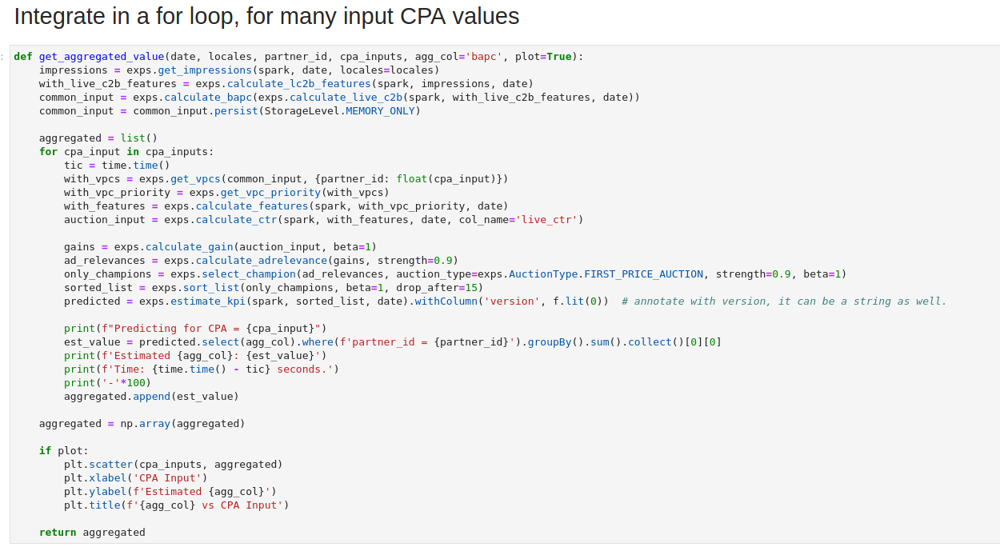 Integrate in a for loop, for many input CPA values
:
def get_aggregated_value(date, locales, partner_id, cpa_inputs, agg_col='bapc', plot=True):
    impressions = exps.get_impressions(spark, date, locales=locales)
    with_live_c2b_features = exps.calculate_lc2b_features(spark, impressions, date)
    common_input = exps.calculate_bapc(exps.calculate_live_c2b(spark, with_live_c2b_features, date))
    common_input = common_input.persist(StorageLevel.MEMORY_ONLY)

    aggregated = list()
    for cpa_input in cpa_inputs:
        tic = time.time()
        with_vpcs = exps.get_vpcs(common_input, {partner_id: float(cpa_input)})
        with_vpc_priority = exps.get_vpc_priority(with_vpcs)
        with_features = exps.calculate_features(spark, with_vpc_priority, date)
        auction_input = exps.calculate_ctr(spark, with_features, date, col_name='live_ctr')

        gains = exps.calculate_gain(auction_input, beta=1)
        ad_relevances = exps.calculate_adrelevance(gains, strength=0.9)
        only_champions = exps.select_champion(ad_relevances, auction_type=exps.AuctionType.FIRST_PRICE_AUCTION, strength=0.9, beta=1)
        sorted_list = exps.sort_list(only_champions, beta=1, drop_after=15)
        predicted = exps.estimate_kpi(spark, sorted_list, date).withColumn('version', f.lit(0))  # annotate with version, it can be a string as well.

        print(f"Predicting for CPA = {cpa_input}")
        est_value = predicted.select(agg_col).where(f'partner_id = {partner_id}').groupBy().sum().collect()[0][0]
        print(f'Estimated {agg_col}: {est_value}')
        print(f'Time: {time.time() - tic} seconds.')
        print('-'*100)
        aggregated.append(est_value)

    aggregated = np.array(aggregated)

    if plot:
        plt.scatter(cpa_inputs, aggregated)
        plt.xlabel('CPA Input')
        plt.ylabel(f'Estimated {agg_col}')
        plt.title(f'{agg_col} vs CPA Input')

    return aggregated